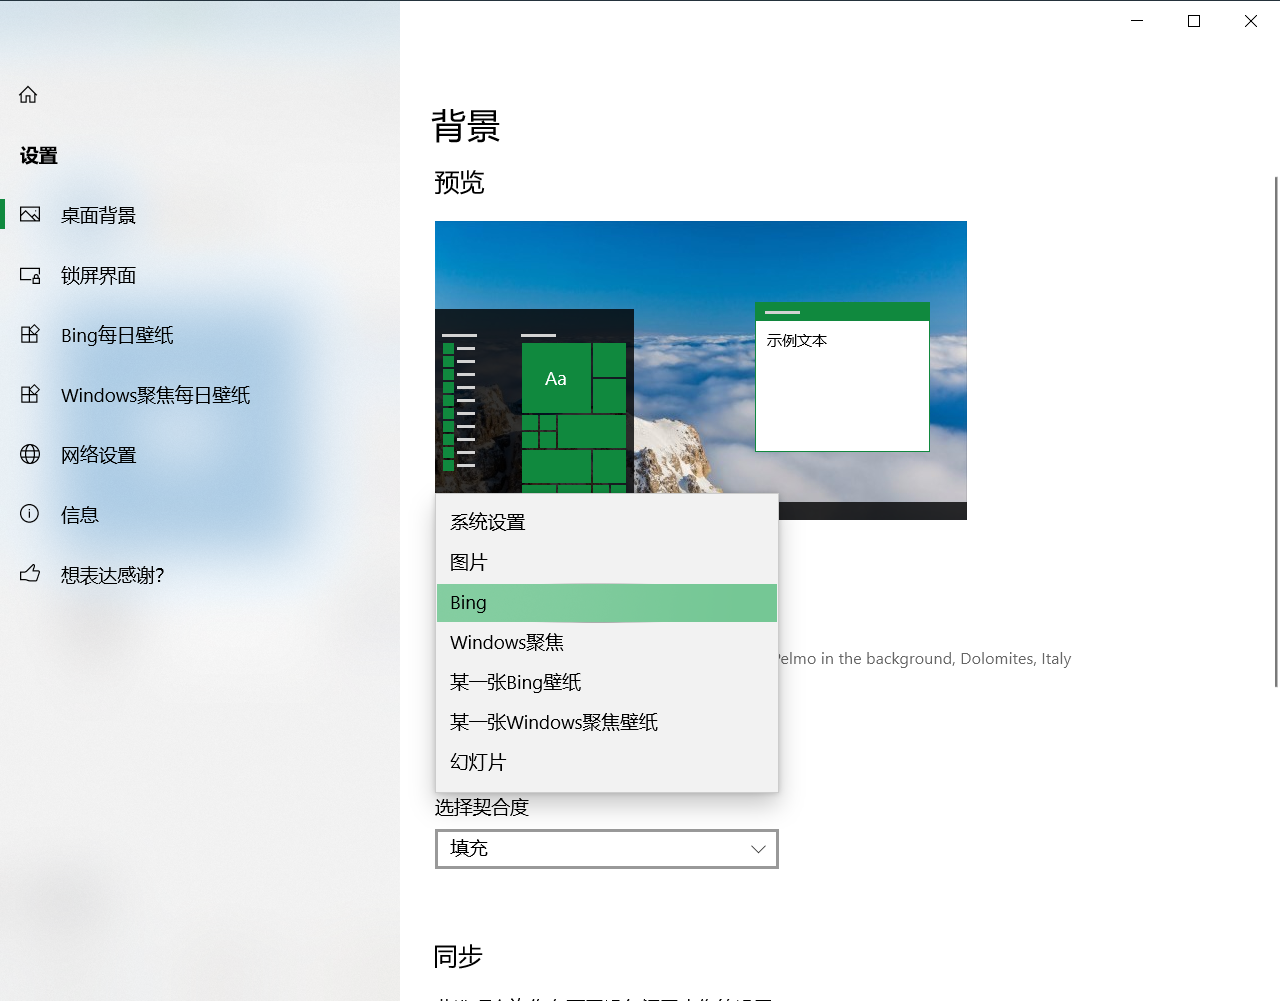 设置
桌面背景
锁屏界面
Bing每日壁纸
Windows聚焦每日壁纸
网络设置
信息
想表达感谢?
背景
预览
Aa
示例文本
系统设置
图片
Bing
Windows聚焦
某一张Bing壁纸
某一张Windows聚焦壁纸
幻灯片
Pelmo in the background, Dolomites, Italy
选择契合度
填充
同步